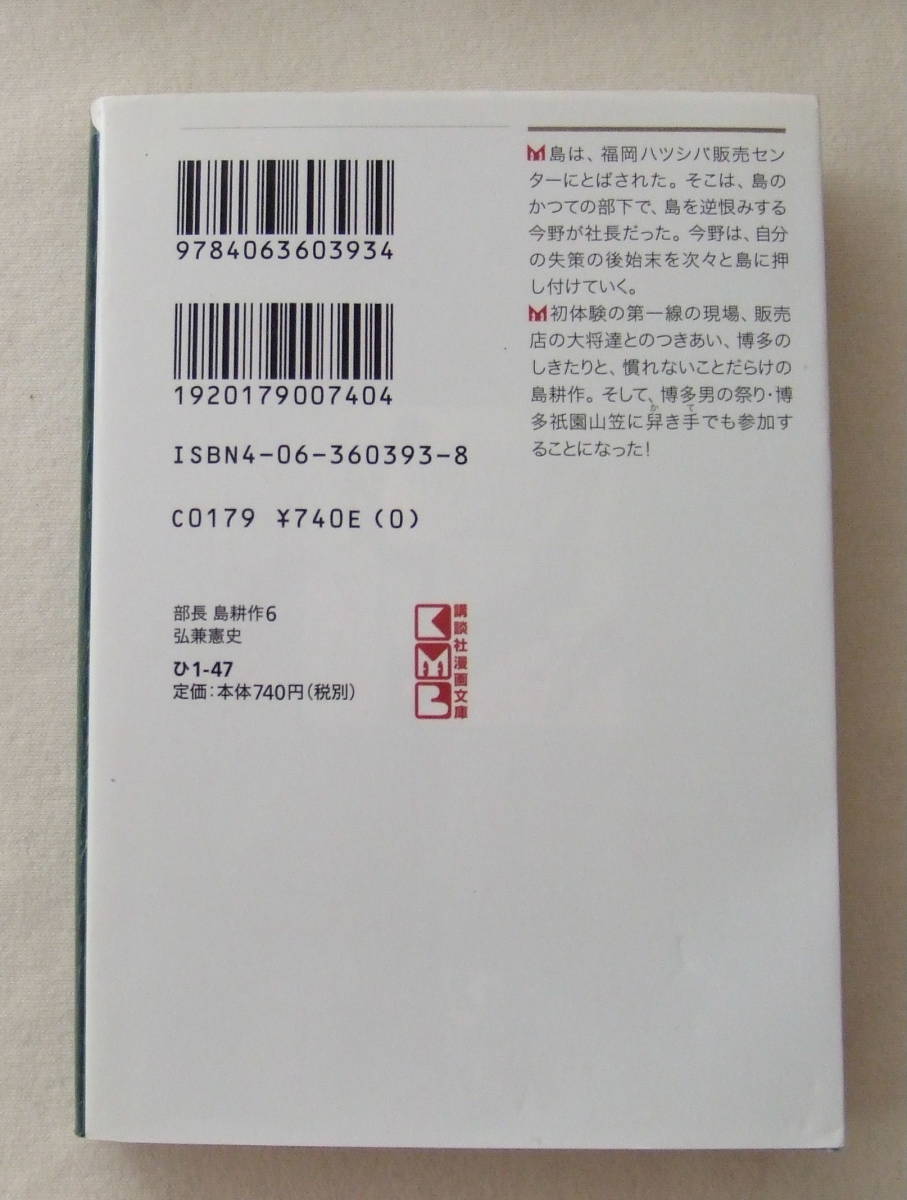 9784063603934
1920179007404
ISBN4-06-360393-8
C0179 ¥740E (0)
部長 島耕作6
弘兼憲史
ひ1-47
定価：本体740円（税別）
KMB
講談社漫画文庫
M島は、福岡ハツシバ販売セン
ターにとばされた。そこは、島の
かつての部下で、島を逆恨みする
今野が社長だった。今野は、自分
の失策の後始末を次々と島に押
し付けていく。
M初体験の第一線の現場、販売
店の大将達とのつきあい、博多の
しきたりと、慣れないことだらけの
島耕作。そして、博多男の祭り・博
かて
多祇園山笠に舁き手でも参加す
ることになった！